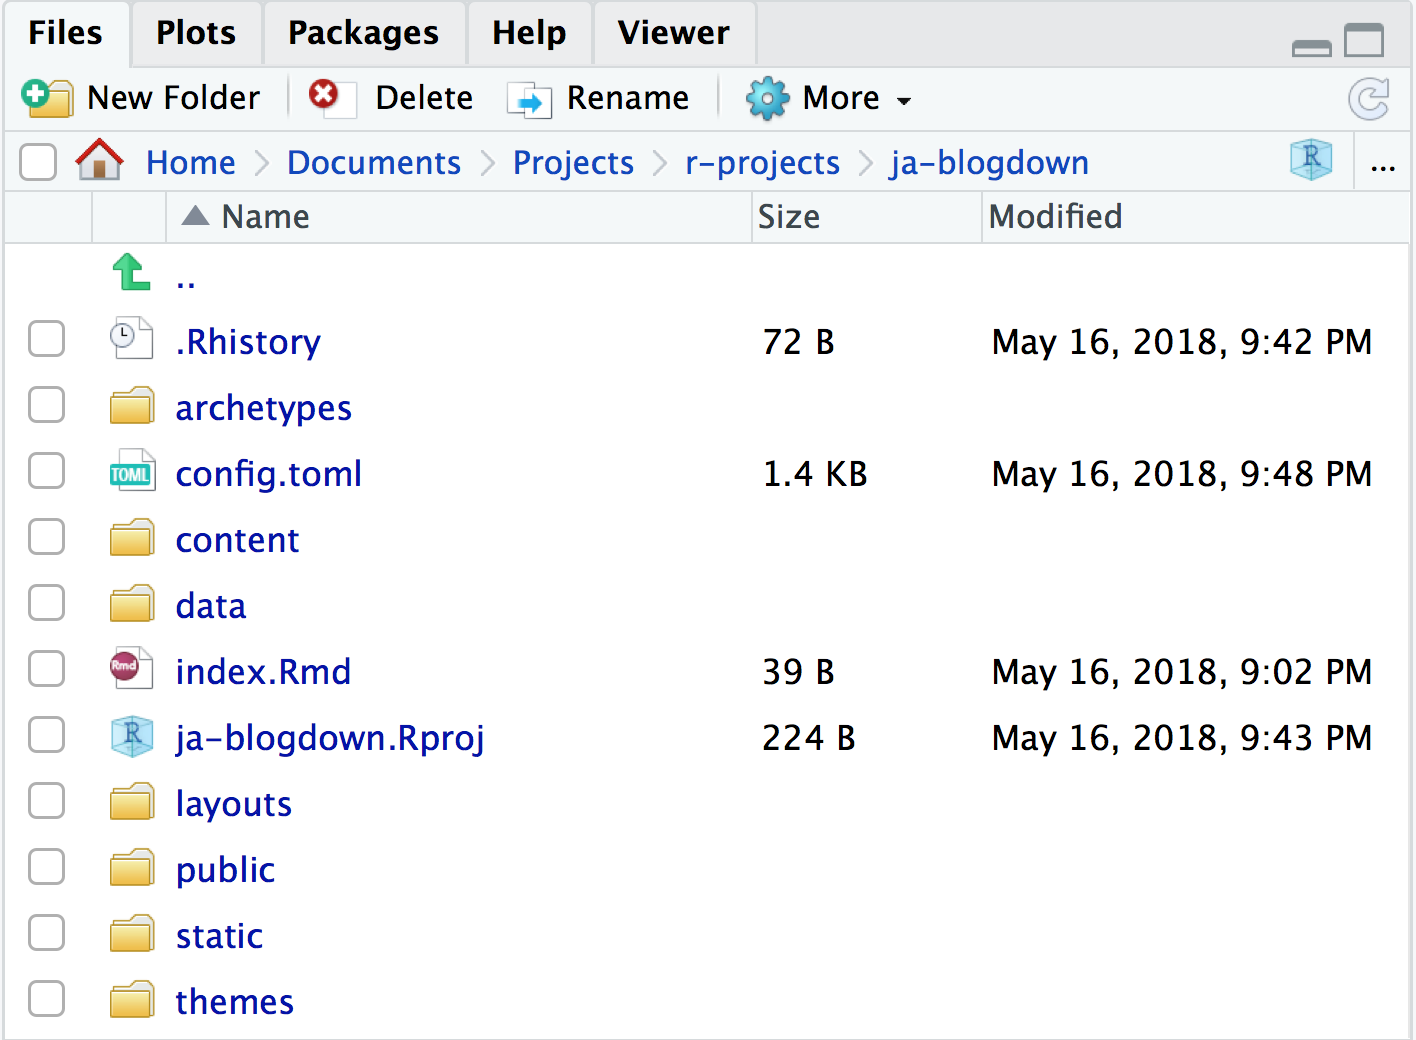 Files Plots Packages Help Viewer
New Folder Delete Rename More
Home Documents Projects r-projects ja-blogdown R ...
Name Size Modified
..
.Rhistory 72 B May 16, 2018, 9:42 PM
archetypes
TOML config.toml 1.4 KB May 16, 2018, 9:48 PM
content
data
Rmd index.Rmd 39 B May 16, 2018, 9:02 PM
R ja-blogdown.Rproj 224 B May 16, 2018, 9:43 PM
layouts
public
static
themes